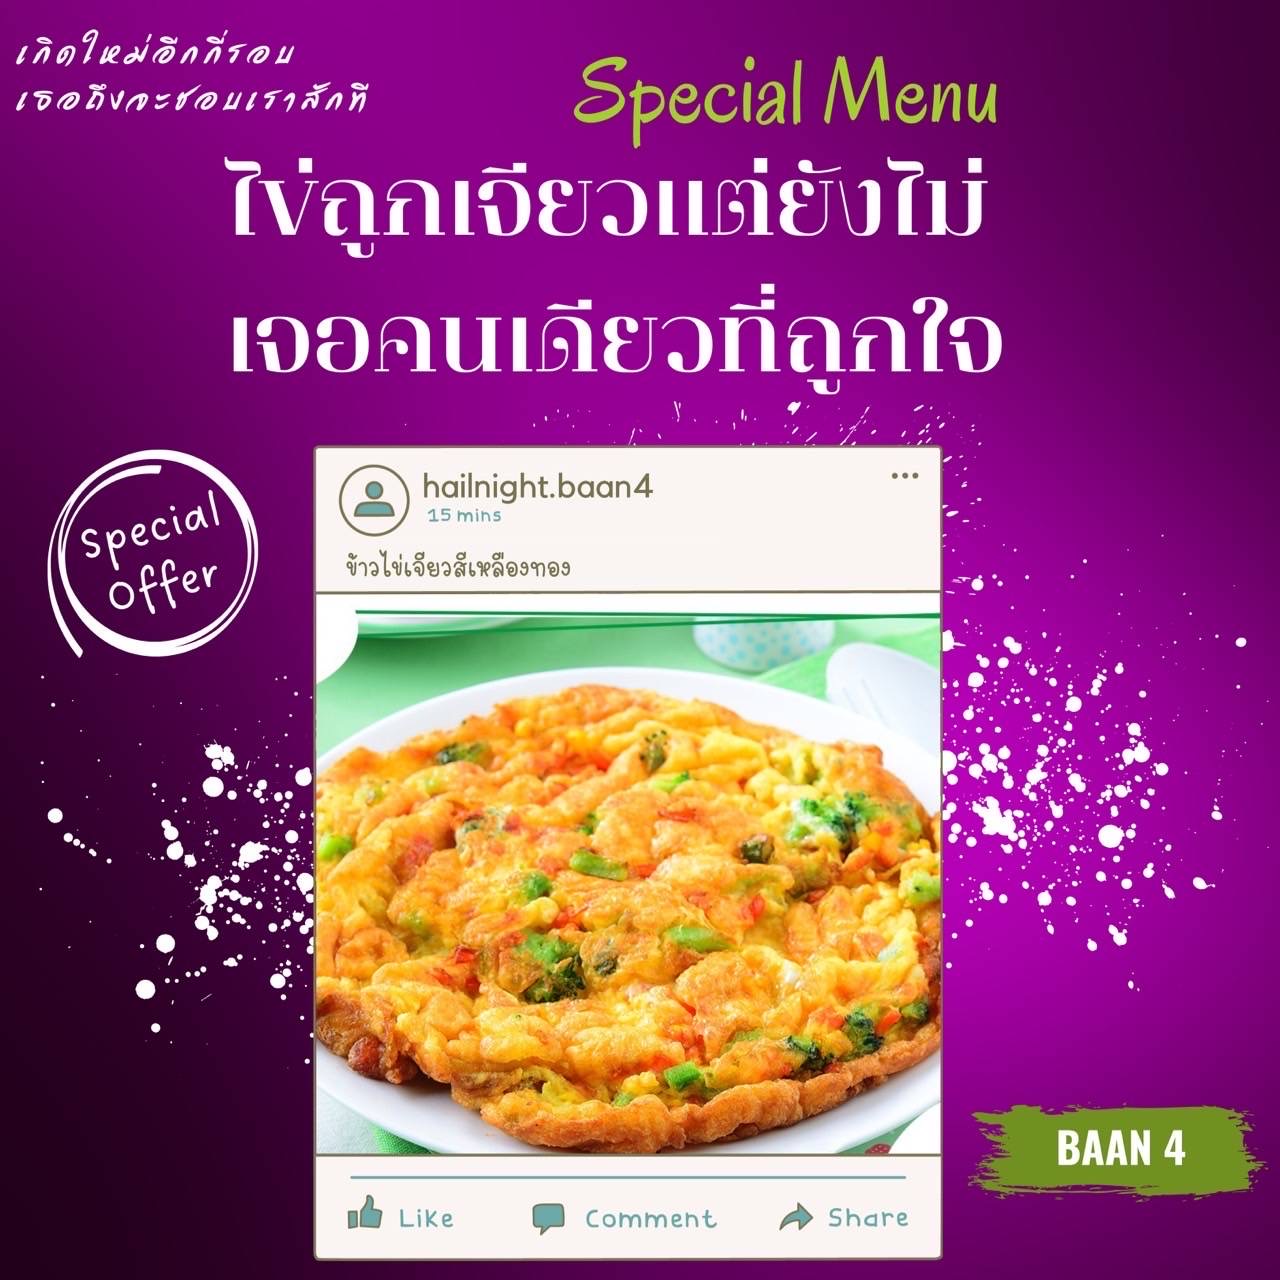 เกิดใหม่อีกกี่รอบ
เธอถึงจะชอบเราสักที
Special Menu
ไข่ถูกเจียวแต่ยังไม่
เจอคนเดียวที่ถูกใจ
Special
Offer
hailnight.baan4
15 mins
ข้าวไข่เจียวสีเหลืองทอง
BAAN 4
Like
Comment
Share